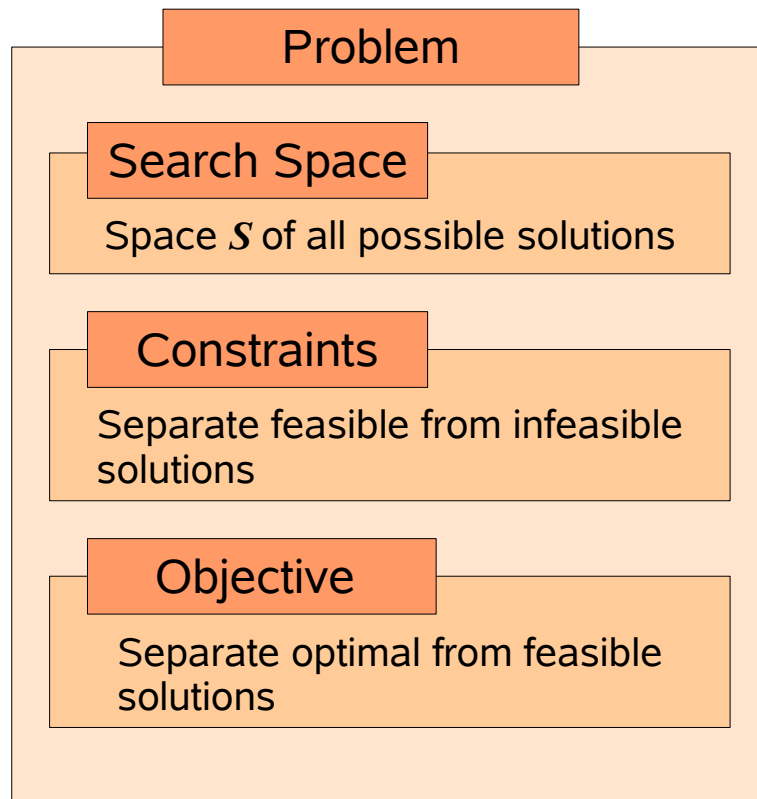 Problem
Search Space
Space S of all possible solutions
Constraints
Separate feasible from infeasible
solutions
Objective
Separate optimal from feasible
solutions